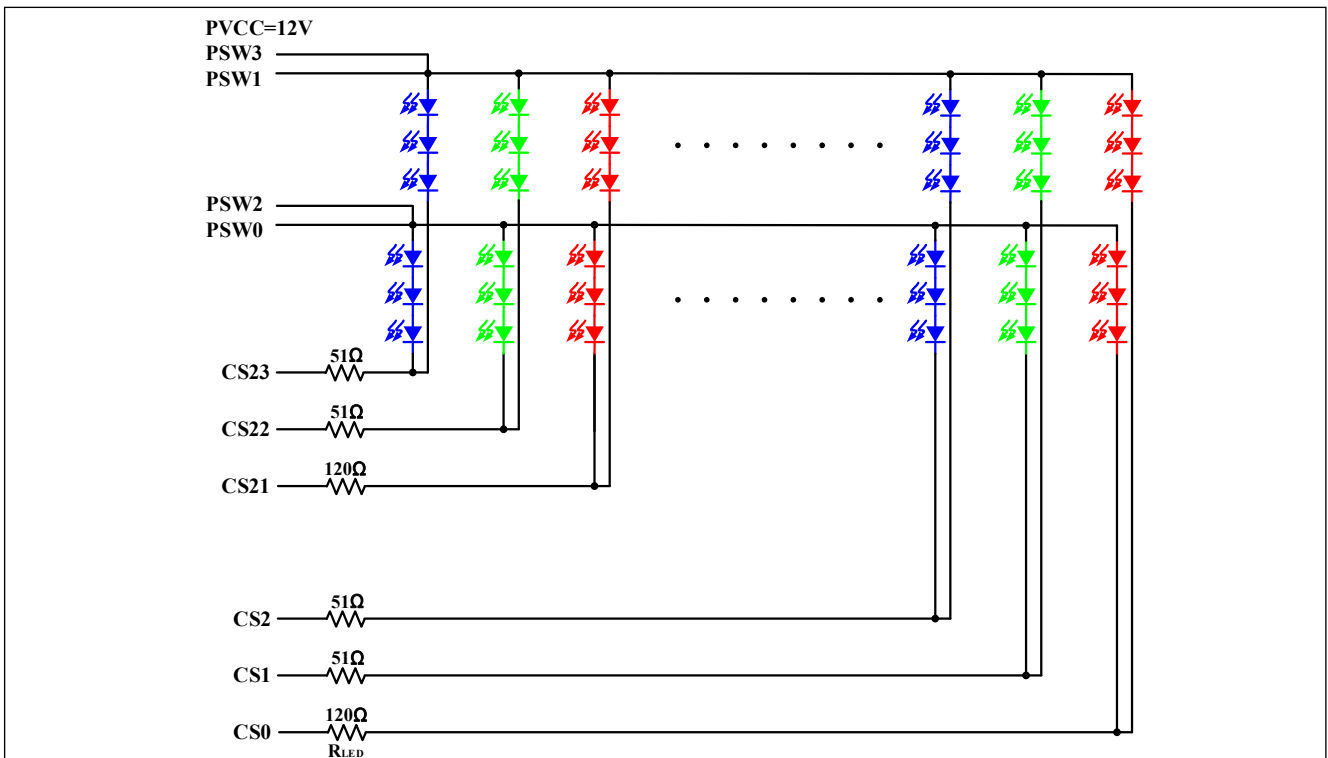 PVCC=12V
PSW3
PSW1
PSW2
PSW0
51Ω
CS23
51Ω
CS22
120Ω
CS21
51Ω
CS2
51Ω
CS1
120Ω
CS0
RLED